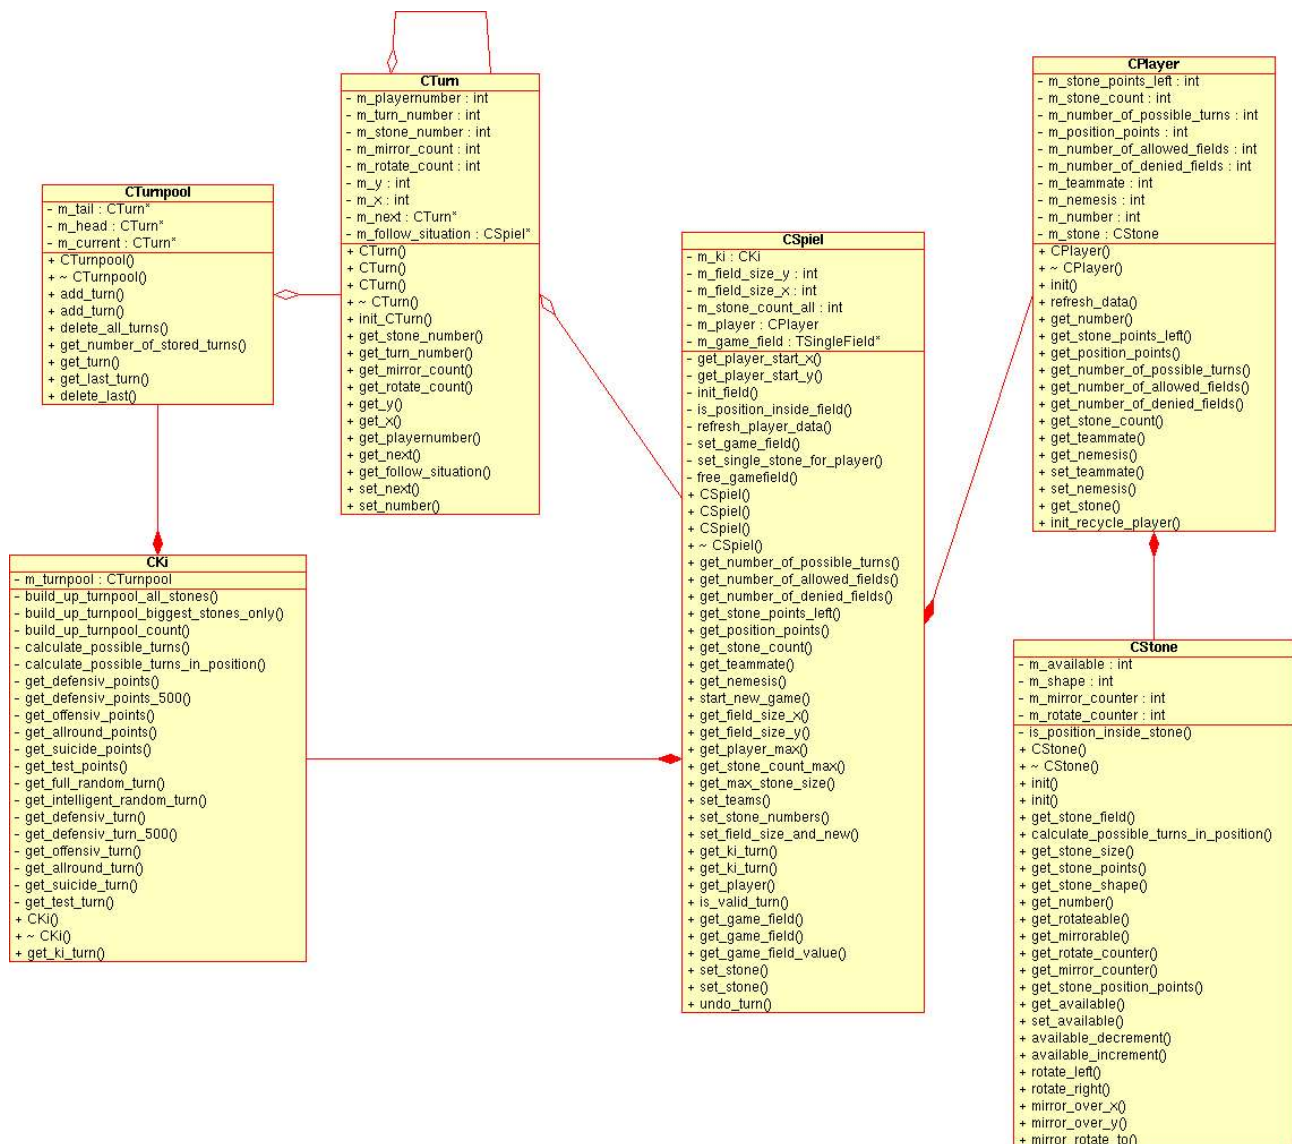 CTurn
- m_playernumber : int
- m_turn_number : int
- m_stone_number : int
- m_mirror_count : int
- m_rotate_count : int
- m_y : int
- m_x : int
- m_next : CTurn*
- m_follow_situation : CSpiel*
+ CTurn()
+ CTurn()
+ CTurn()
+ ~ CTurn()
+ init_CTurn()
+ get_stone_number()
+ get_turn_number()
+ get_mirror_count()
+ get_rotate_count()
+ get_y()
+ get_x()
+ get_playernumber()
+ get_next()
+ get_follow_situation()
+ set_next()
+ set_number()
CTurnpool
- m_tail : CTurn*
- m_head : CTurn*
- m_current : CTurn*
+ CTurnpool()
+ ~ CTurnpool()
+ add_turn()
+ add_turn()
+ delete_all_turns()
+ get_number_of_stored_turns()
+ get_turn()
+ get_last_turn()
+ delete_last()
CKi
- m_turnpool : CTurnpool
- build_up_turnpool_all_stones()
- build_up_turnpool_biggest_stones_only()
- build_up_turnpool_count()
- calculate_possible_turns()
- calculate_possible_turns_in_position()
- get_defensiv_points()
- get_defensiv_points_500()
- get_offensiv_points()
- get_allround_points()
- get_suicide_points()
- get_test_points()
- get_full_random_turn()
- get_intelligent_random_turn()
- get_defensiv_turn()
- get_defensiv_turn_500()
- get_offensiv_turn()
- get_allround_turn()
- get_suicide_turn()
- get_test_turn()
+ CKi()
+ ~ CKi()
+ get_ki_turn()
CSpiel
- m_ki : CKi
- m_field_size_y : int
- m_field_size_x : int
- m_stone_count_all : int
- m_player : CPlayer
- m_game_field : TSingleField*
- get_player_start_x()
- get_player_start_y()
- init_field()
- is_position_inside_field()
- refresh_player_data()
- set_game_field()
- set_single_stone_for_player()
- free_gamefield()
+ CSpiel()
+ CSpiel()
+ CSpiel()
+ ~ CSpiel()
+ get_number_of_possible_turns()
+ get_number_of_allowed_fields()
+ get_number_of_denied_fields()
+ get_stone_points_left()
+ get_position_points()
+ get_stone_count()
+ get_teammate()
+ get_nemesis()
+ start_new_game()
+ get_field_size_x()
+ get_field_size_y()
+ get_player_max()
+ get_stone_count_max()
+ get_max_stone_size()
+ set_teams()
+ set_stone_numbers()
+ set_field_size_and_new()
+ get_ki_turn()
+ get_ki_turn()
+ get_player()
+ is_valid_turn()
+ get_game_field()
+ get_game_field()
+ get_game_field_value()
+ set_stone()
+ set_stone()
+ undo_turn()
CPlayer
- m_stone_points_left : int
- m_stone_count : int
- m_number_of_possible_turns : int
- m_position_points : int
- m_number_of_allowed_fields : int
- m_number_of_denied_fields : int
- m_teammate : int
- m_nemesis : int
- m_number : int
- m_stone : CStone
+ CPlayer()
+ ~ CPlayer()
+ init()
+ refresh_data()
+ get_number()
+ get_stone_points_left()
+ get_position_points()
+ get_number_of_possible_turns()
+ get_number_of_allowed_fields()
+ get_number_of_denied_fields()
+ get_stone_count()
+ get_teammate()
+ get_nemesis()
+ set_teammate()
+ set_nemesis()
+ get_stone()
+ init_recycle_player()
CStone
- m_available : int
- m_shape : int
- m_mirror_counter : int
- m_rotate_counter : int
- is_position_inside_stone()
+ CStone()
+ ~ CStone()
+ init()
+ init()
+ get_stone_field()
+ calculate_possible_turns_in_position()
+ get_stone_size()
+ get_stone_points()
+ get_stone_shape()
+ get_number()
+ get_rotateable()
+ get_mirrorable()
+ get_rotate_counter()
+ get_mirror_counter()
+ get_stone_position_points()
+ get_available()
+ set_available()
+ available_decrement()
+ available_increment()
+ rotate_left()
+ rotate_right()
+ mirror_over_x()
+ mirror_over_y()
+ mirror_rotate_to()